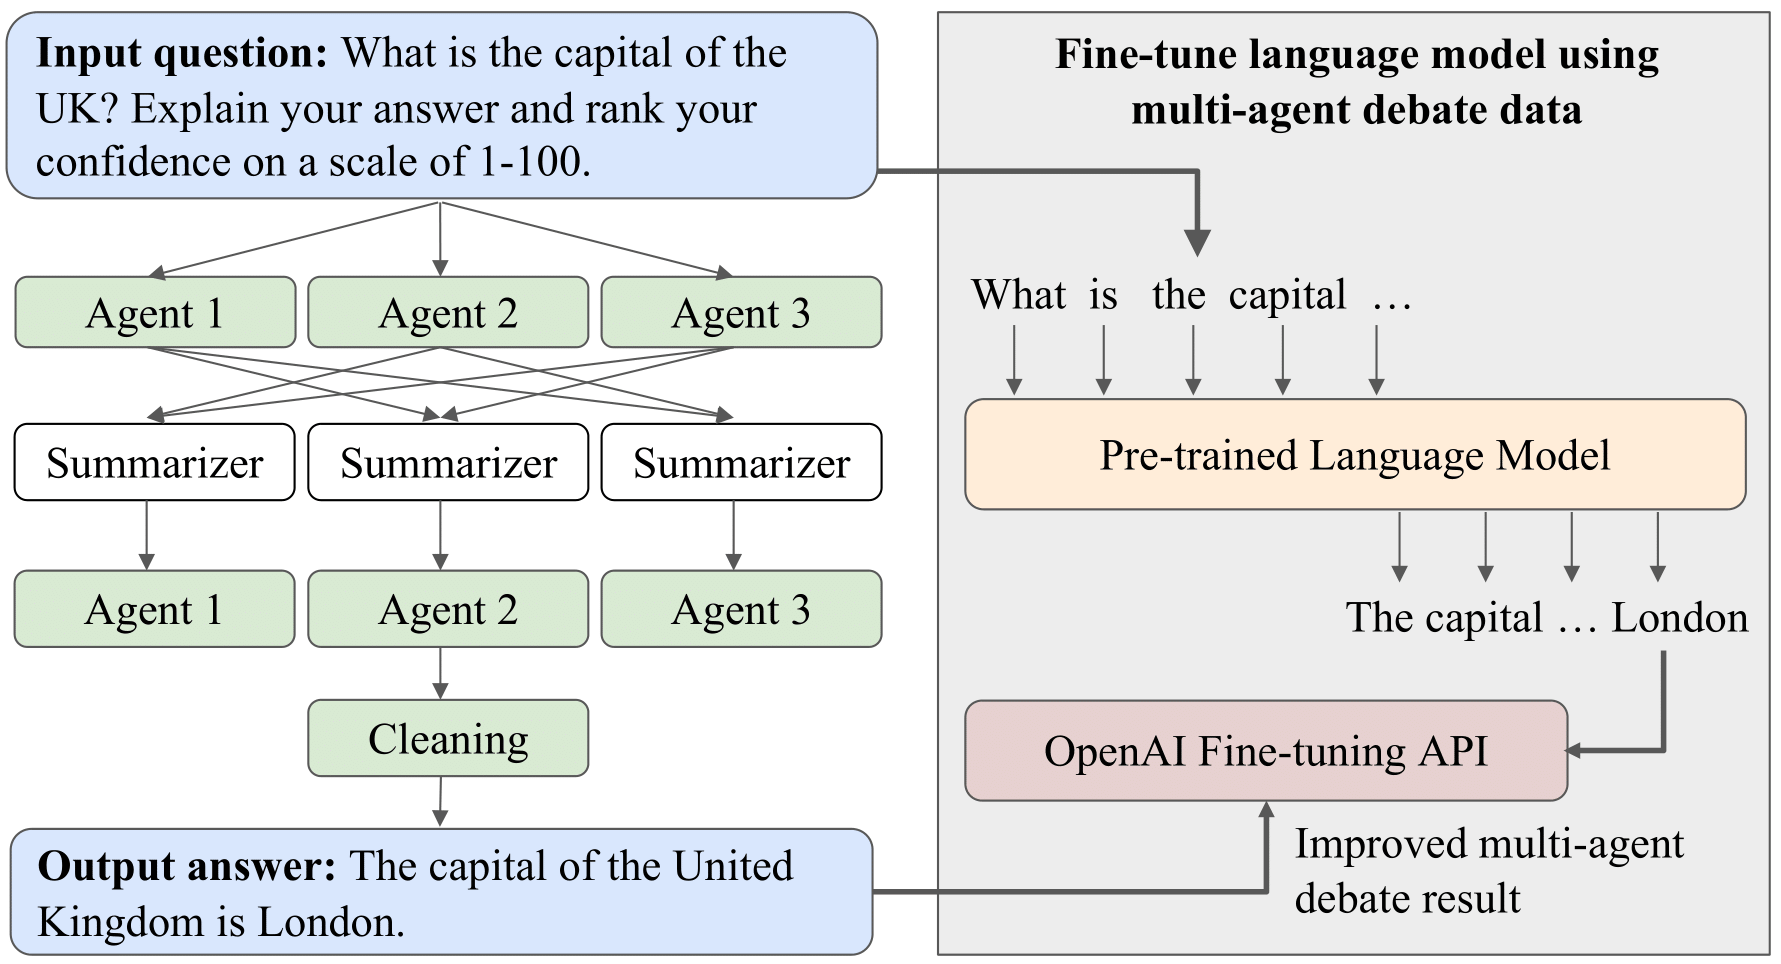 Input question: What is the capital of the
UK? Explain your answer and rank your
confidence on a scale of 1-100.
Agent 1
Agent 2
Agent 3
Summarizer
Summarizer
Summarizer
Agent 1
Agent 2
Agent 3
Cleaning
Output answer: The capital of the United
Kingdom is London.
Fine-tune language model using
multi-agent debate data
What is the capital …
Pre-trained Language Model
The capital … London
OpenAI Fine-tuning API
Improved multi-agent
debate result